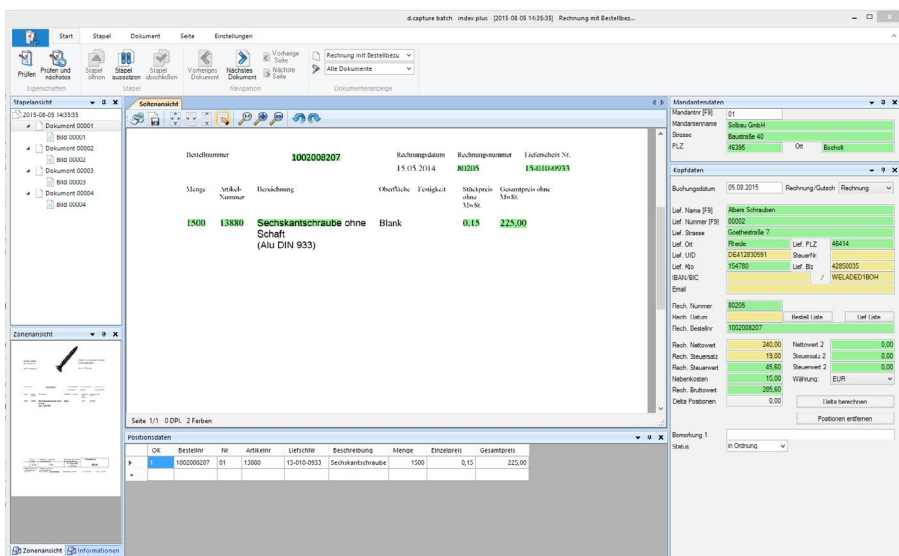 d.capture batch index plus [2015-08-05 14:35:35] Rechnung mit Bestellbez...
Start Stapel Dokument Seite Einstellungen
Prüfen
Prüfen und nächstes
Stapel öffnen
Stapel aussetzen
Stapel abschließen
Vorheriges Dokument
Nächstes Dokument
Vorherige Seite
Nächste Seite
Rechnung mit Bestellbezu
Alle Dokumente
Eigenschaften Stapel Navigation Dokumentenanzeige
Stapelansicht
2015-08-05 14:35:35
Dokument 00001
Bild 00001
Dokument 00002
Bild 00002
Dokument 00003
Bild 00003
Dokument 00004
Bild 00004
Zonenansicht
Zonenansicht Informationen
Seitenansicht
Bestellnummer 1002008207 Rechnungsdatum Rechnungsnummer Lieferschein Nr.
15.05.2014 80205 15-010-0933
Menge Artikel- Bezeichnung Oberfläche Festigkeit Stückpreis Gesamtpreis ohne
Nummer ohne MwSt.
MwSt.
1500 13880 Sechskantschraube ohne Blank 0,15 225,00
Schaft
(Alu DIN 933)
Seite 1/1 0 DPI. 2 Farben
Positionsdaten
OK Bestellnr Nr Artikelnr LiefschNr Beschreibung Menge Einzelpreis Gesamtpreis
1 1002008207 01 13880 15-010-0933 Sechskantschraube 1500 0,15 225,00
Mandantendaten
Mandantnr [F9] 01
Mandantenname Solbau GmbH
Strasse Baustraße 40
PLZ 46395 Ort Bocholt
Kopfdaten
Buchungsdatum 05.08.2015 Rechnung/Gutsch Rechnung
Lief. Name [F9] Albers Schrauben
Lief. Nummer [F9] 00002
Lief. Strasse Goethestraße 7
Lief. Ort Rhede Lief. PLZ 46414
Lief. UID DE412830591 SteuerNr.
Lief. Kto 154780 Lief. Blz 42850035
IBAN/BIC / WELADED1BOH
Email
Rech. Nummer 80205
Rech. Datum Bestell Liste Lief Liste
Rech. Bestellnr 1002008207
Rech. Nettowert 240,00 Nettowert 2 0,00
Rech. Steuersatz 19,00 Steuersatz 2 0,00
Rech. Steuerwert 45,60 Steuerwert 2 0,00
Nebenkosten 15,00 Währung: EUR
Rech. Bruttowert 285,60
Delta Positionen 0,00 Delta berechnen
Positionen entfernen
Bemerkung 1
Status in Ordnung